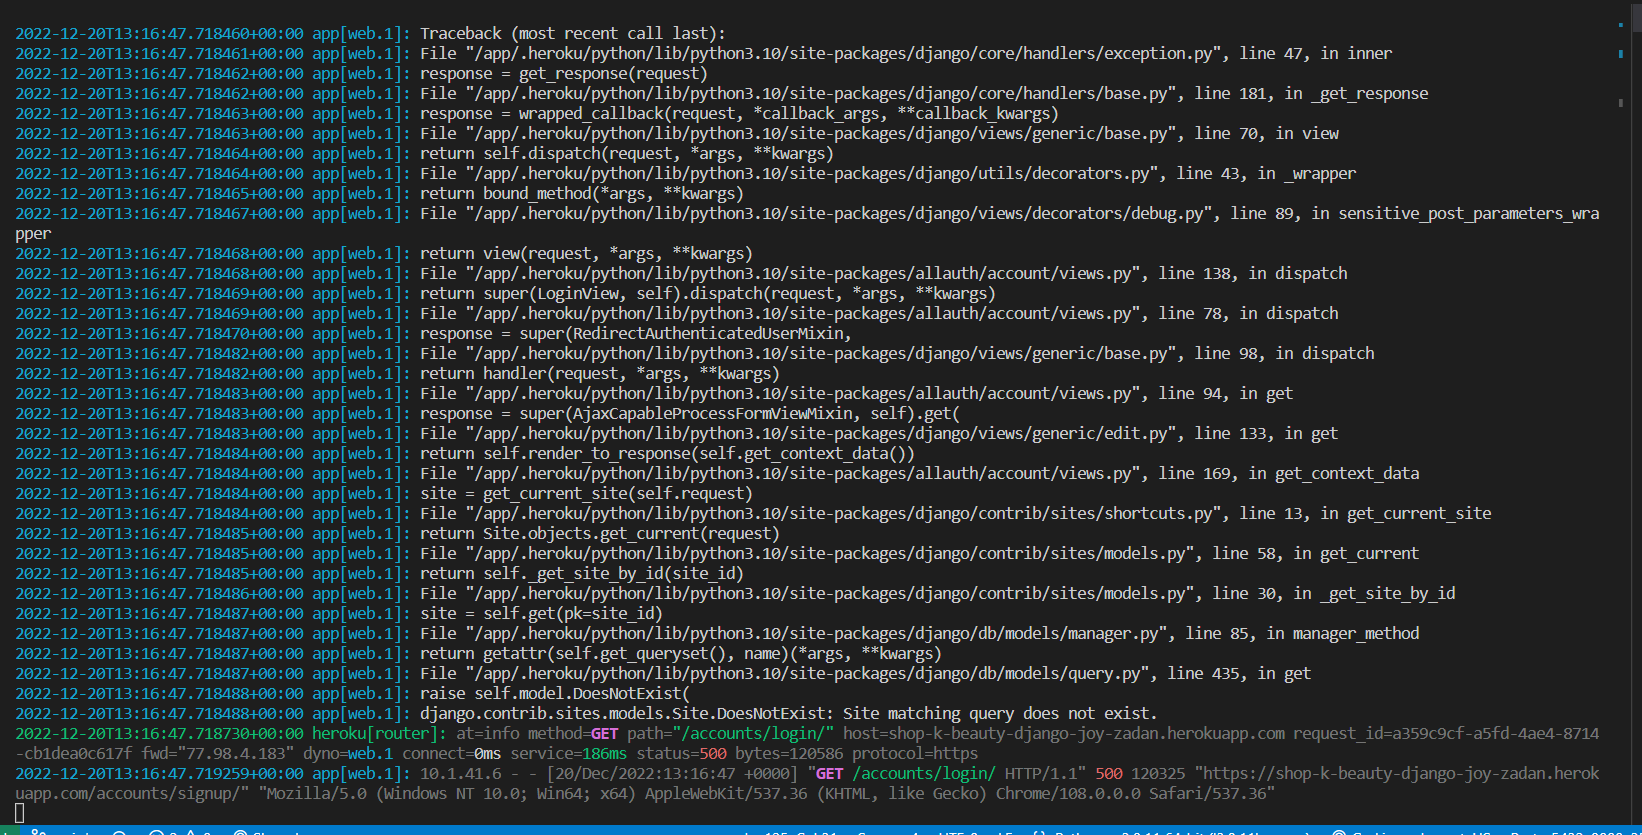 2022-12-20T13:16:47.718460+00:00 app[web.1]: Traceback (most recent call last):
2022-12-20T13:16:47.718461+00:00 app[web.1]: File "/app/.heroku/python/lib/python3.10/site-packages/django/core/handlers/exception.py", line 47, in inner
2022-12-20T13:16:47.718462+00:00 app[web.1]: response = get_response(request)
2022-12-20T13:16:47.718462+00:00 app[web.1]: File "/app/.heroku/python/lib/python3.10/site-packages/django/core/handlers/base.py", line 181, in _get_response
2022-12-20T13:16:47.718463+00:00 app[web.1]: response = wrapped_callback(request, *callback_args, **callback_kwargs)
2022-12-20T13:16:47.718463+00:00 app[web.1]: File "/app/.heroku/python/lib/python3.10/site-packages/django/views/generic/base.py", line 70, in view
2022-12-20T13:16:47.718464+00:00 app[web.1]: return self.dispatch(request, *args, **kwargs)
2022-12-20T13:16:47.718464+00:00 app[web.1]: File "/app/.heroku/python/lib/python3.10/site-packages/django/utils/decorators.py", line 43, in _wrapper
2022-12-20T13:16:47.718465+00:00 app[web.1]: return bound_method(*args, **kwargs)
2022-12-20T13:16:47.718467+00:00 app[web.1]: File "/app/.heroku/python/lib/python3.10/site-packages/django/views/decorators/debug.py", line 89, in sensitive_post_parameters_wra
pper
2022-12-20T13:16:47.718468+00:00 app[web.1]: return view(request, *args, **kwargs)
2022-12-20T13:16:47.718468+00:00 app[web.1]: File "/app/.heroku/python/lib/python3.10/site-packages/allauth/account/views.py", line 138, in dispatch
2022-12-20T13:16:47.718469+00:00 app[web.1]: return super(LoginView, self).dispatch(request, *args, **kwargs)
2022-12-20T13:16:47.718469+00:00 app[web.1]: File "/app/.heroku/python/lib/python3.10/site-packages/allauth/account/views.py", line 78, in dispatch
2022-12-20T13:16:47.718470+00:00 app[web.1]: response = super(RedirectAuthenticatedUserMixin,
2022-12-20T13:16:47.718482+00:00 app[web.1]: File "/app/.heroku/python/lib/python3.10/site-packages/django/views/generic/base.py", line 98, in dispatch
2022-12-20T13:16:47.718482+00:00 app[web.1]: return handler(request, *args, **kwargs)
2022-12-20T13:16:47.718483+00:00 app[web.1]: File "/app/.heroku/python/lib/python3.10/site-packages/allauth/account/views.py", line 94, in get
2022-12-20T13:16:47.718483+00:00 app[web.1]: response = super(AjaxCapableProcessFormViewMixin, self).get(
2022-12-20T13:16:47.718483+00:00 app[web.1]: File "/app/.heroku/python/lib/python3.10/site-packages/django/views/generic/edit.py", line 133, in get
2022-12-20T13:16:47.718484+00:00 app[web.1]: return self.render_to_response(self.get_context_data())
2022-12-20T13:16:47.718484+00:00 app[web.1]: File "/app/.heroku/python/lib/python3.10/site-packages/allauth/account/views.py", line 169, in get_context_data
2022-12-20T13:16:47.718484+00:00 app[web.1]: site = get_current_site(self.request)
2022-12-20T13:16:47.718484+00:00 app[web.1]: File "/app/.heroku/python/lib/python3.10/site-packages/django/contrib/sites/shortcuts.py", line 13, in get_current_site
2022-12-20T13:16:47.718485+00:00 app[web.1]: return Site.objects.get_current(request)
2022-12-20T13:16:47.718485+00:00 app[web.1]: File "/app/.heroku/python/lib/python3.10/site-packages/django/contrib/sites/models.py", line 58, in get_current
2022-12-20T13:16:47.718485+00:00 app[web.1]: return self._get_site_by_id(site_id)
2022-12-20T13:16:47.718486+00:00 app[web.1]: File "/app/.heroku/python/lib/python3.10/site-packages/django/contrib/sites/models.py", line 30, in _get_site_by_id
2022-12-20T13:16:47.718487+00:00 app[web.1]: site = self.get(pk=site_id)
2022-12-20T13:16:47.718487+00:00 app[web.1]: File "/app/.heroku/python/lib/python3.10/site-packages/django/db/models/manager.py", line 85, in manager_method
2022-12-20T13:16:47.718487+00:00 app[web.1]: return getattr(self.get_queryset(), name)(*args, **kwargs)
2022-12-20T13:16:47.718487+00:00 app[web.1]: File "/app/.heroku/python/lib/python3.10/site-packages/django/db/models/query.py", line 435, in get
2022-12-20T13:16:47.718488+00:00 app[web.1]: raise self.model.DoesNotExist(
2022-12-20T13:16:47.718488+00:00 app[web.1]: django.contrib.sites.models.Site.DoesNotExist: Site matching query does not exist.
2022-12-20T13:16:47.718730+00:00 heroku[router]: at=info method=GET path="/accounts/login/" host=shop-k-beauty-django-joy-zadan.herokuapp.com request_id=a359c9cf-a5fd-4ae4-8714
-cb1dea0c617f fwd="77.98.4.183" dyno=web.1 connect=0ms service=186ms status=500 bytes=120586 protocol=https
2022-12-20T13:16:47.719259+00:00 app[web.1]: 10.1.41.6 - - [20/Dec/2022:13:16:47 +0000] "GET /accounts/login/ HTTP/1.1" 500 120325 "https://shop-k-beauty-django-joy-zadan.herok
uapp.com/accounts/signup/" "Mozilla/5.0 (Windows NT 10.0; Win64; x64) AppleWebKit/537.36 (KHTML, like Gecko) Chrome/108.0.0.0 Safari/537.36"